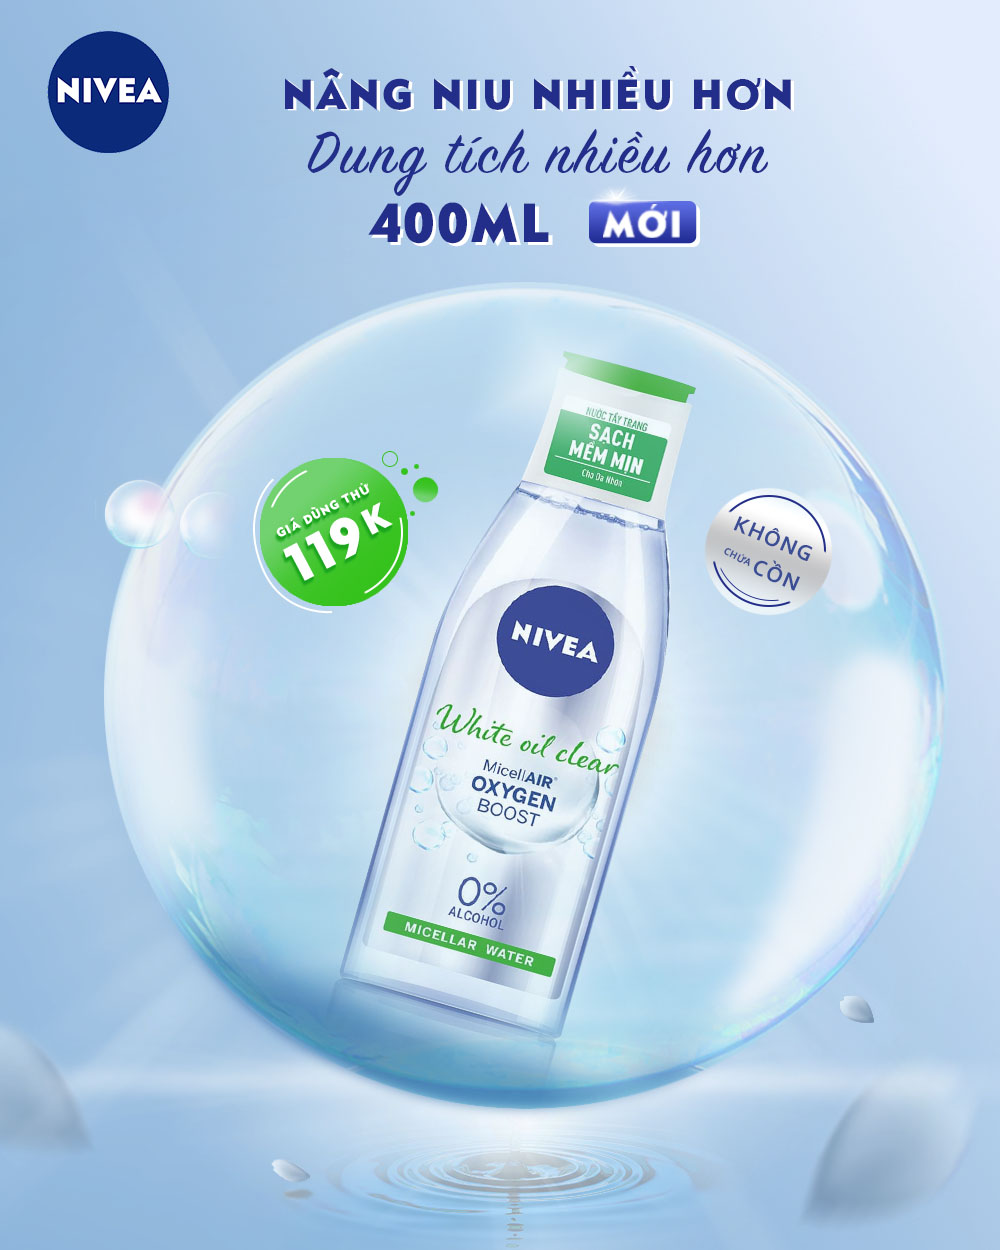 NIVEA
NÂNG NIU NHIỀU HƠN
Dung tích nhiều hơn
400ML MỚI
NƯỚC TẨY TRANG
SẠCH
MỀM MỊN
Cho Da Nhờn
GIÁ DÙNG THỬ
119K
KHÔNG
CHỨA CỒN
NIVEA
White oil clear
MicellAIR®
OXYGEN
BOOST
0%
ALCOHOL
MICELLAR WATER